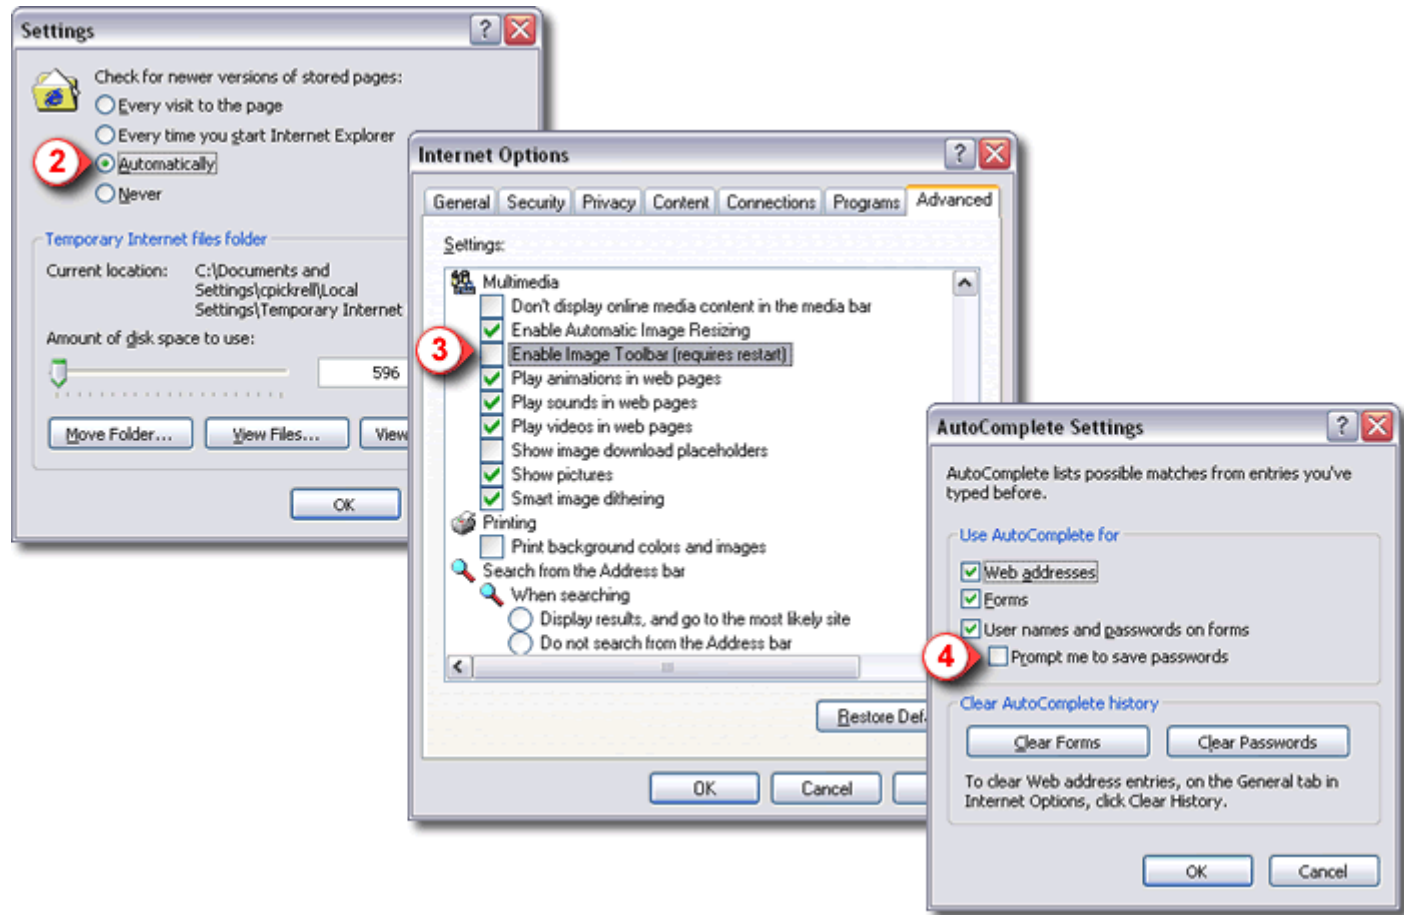 Settings
Check for newer versions of stored pages:
Every visit to the page
Every time you start Internet Explorer
2
Automatically
Never
Temporary Internet files folder
Current location: C:\Documents and
Settings\cpickrell\Local
Settings\Temporary Internet
Amount of disk space to use:
596
Move Folder... View Files... View
OK
Internet Options
General Security Privacy Content Connections Programs Advanced
Settings:
Multimedia
Don't display online media content in the media bar
Enable Automatic Image Resizing
3
Enable Image Toolbar (requires restart)
Play animations in web pages
Play sounds in web pages
Play videos in web pages
Show image download placeholders
Show pictures
Smart image dithering
Printing
Print background colors and images
Search from the Address bar
When searching
Display results, and go to the most likely site
Do not search from the Address bar
Restore Def
OK Cancel
AutoComplete Settings
AutoComplete lists possible matches from entries you've
typed before.
Use AutoComplete for
Web addresses
Forms
User names and passwords on forms
4
Prompt me to save passwords
Clear AutoComplete history
Clear Forms Clear Passwords
To clear Web address entries, on the General tab in
Internet Options, click Clear History.
OK Cancel